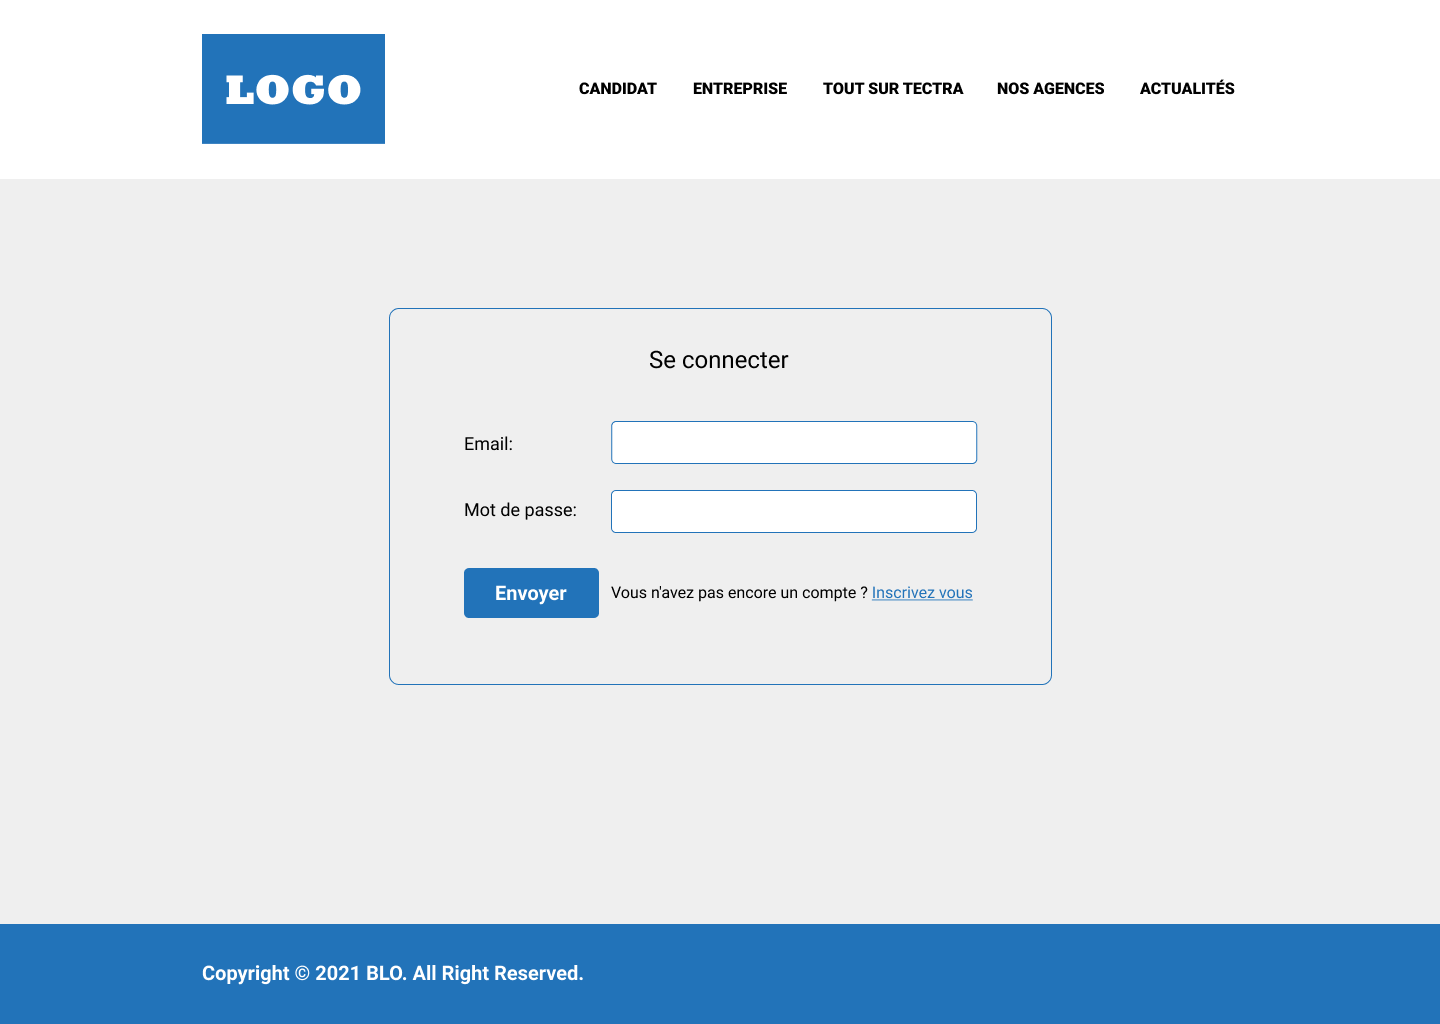 LOGO
CANDIDAT ENTREPRISE TOUT SUR TECTRA NOS AGENCES ACTUALITÉS
Se connecter
Email:
Mot de passe:
Envoyer Vous n'avez pas encore un compte ? Inscrivez vous
Copyright © 2021 BLO. All Right Reserved.